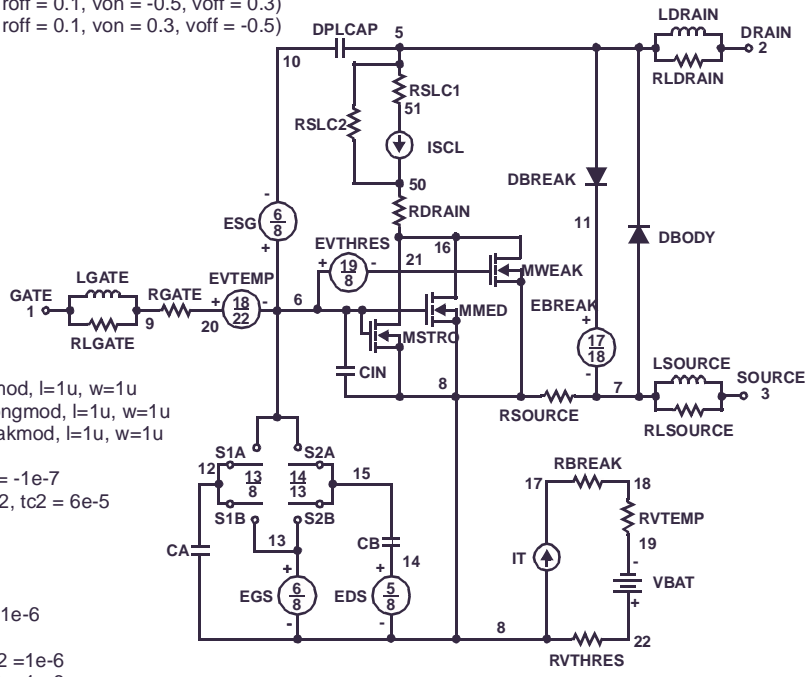 roff = 0.1, von = -0.5, voff = 0.3)
roff = 0.1, von = 0.3, voff = -0.5)
LDRAIN
DPLCAP 5 DRAIN
2
10
RLDRAIN
RSLC1
51
RSLC2
ISCL
50
DBREAK
-
RDRAIN
ESG 6
8
+
11
EVTHRES 16
21
DBODY
+ 19
8 -
MWEAK
LGATE
EVTEMP
GATE
1
RGATE + 18
22 - 6
MMED
EBREAK
+
9 20
RLGATE
MSTRO
17
18
-
LSOURCE
CIN
8 7 SOURCE
3
mod, l=1u, w=1u
RSOURCE
ongmod, l=1u, w=1u
RLSOURCE
akmod, l=1u, w=1u
S1A S2A
12 13
8 14
13 15
RBREAK
17 18
= -1e-7
2, tc2 = 6e-5
S1B S2B
RVTEMP
13
CA CB
19
14
IT -
VBAT
+ +
EGS 6
8 EDS 5
8
+
- -
1e-6
8
22
2 =1e-6
RVTHRES